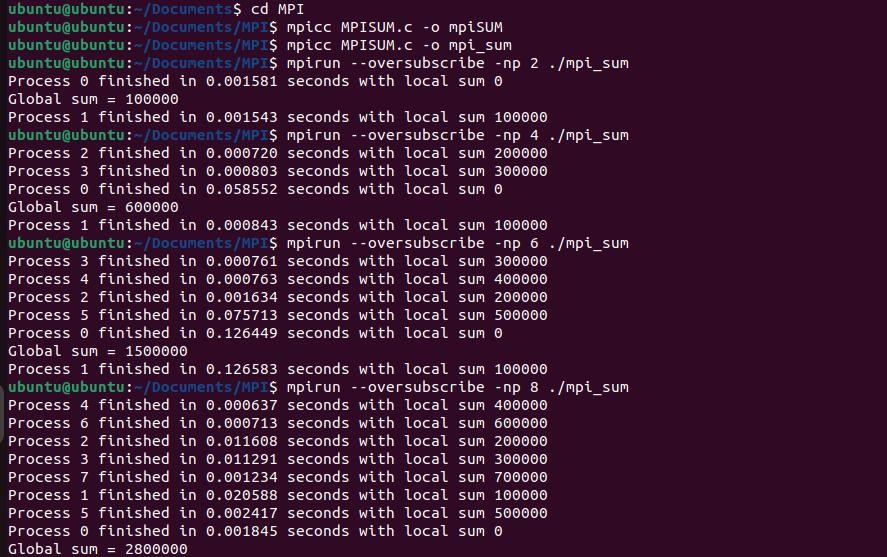 ubuntu@ubuntu:~/Documents$ cd MPI
ubuntu@ubuntu:~/Documents/MPI$ mpicc MPISUM.c -o mpiSUM
ubuntu@ubuntu:~/Documents/MPI$ mpicc MPISUM.c -o mpi_sum
ubuntu@ubuntu:~/Documents/MPI$ mpirun --oversubscribe -np 2 ./mpi_sum
Process 0 finished in 0.001581 seconds with local sum 0
Global sum = 100000
Process 1 finished in 0.001543 seconds with local sum 100000
ubuntu@ubuntu:~/Documents/MPI$ mpirun --oversubscribe -np 4 ./mpi_sum
Process 2 finished in 0.000720 seconds with local sum 200000
Process 3 finished in 0.000803 seconds with local sum 300000
Process 0 finished in 0.058552 seconds with local sum 0
Global sum = 600000
Process 1 finished in 0.000843 seconds with local sum 100000
ubuntu@ubuntu:~/Documents/MPI$ mpirun --oversubscribe -np 6 ./mpi_sum
Process 3 finished in 0.000761 seconds with local sum 300000
Process 4 finished in 0.000763 seconds with local sum 400000
Process 2 finished in 0.001634 seconds with local sum 200000
Process 5 finished in 0.075713 seconds with local sum 500000
Process 0 finished in 0.126449 seconds with local sum 0
Global sum = 1500000
Process 1 finished in 0.126583 seconds with local sum 100000
ubuntu@ubuntu:~/Documents/MPI$ mpirun --oversubscribe -np 8 ./mpi_sum
Process 4 finished in 0.000637 seconds with local sum 400000
Process 6 finished in 0.000713 seconds with local sum 600000
Process 2 finished in 0.011608 seconds with local sum 200000
Process 3 finished in 0.011291 seconds with local sum 300000
Process 7 finished in 0.001234 seconds with local sum 700000
Process 1 finished in 0.020588 seconds with local sum 100000
Process 5 finished in 0.002417 seconds with local sum 500000
Process 0 finished in 0.001845 seconds with local sum 0
Global sum = 2800000